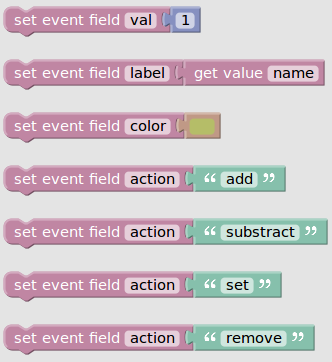 set event field val 1
set event field label get value name
set event field color
set event field action “ add ”
set event field action “ substract ”
set event field action “ set ”
set event field action “ remove ”